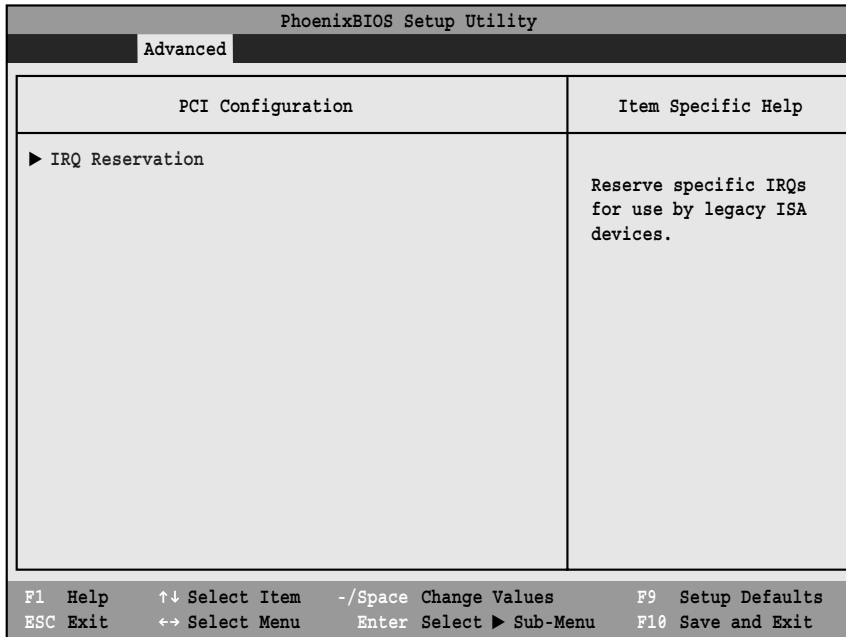 PhoenixBIOS Setup Utility
Advanced
PCI Configuration
Item Specific Help
▶ IRQ Reservation
Reserve specific IRQs
for use by legacy ISA
devices.
F1 Help ↑↓ Select Item -/Space Change Values F9 Setup Defaults
ESC Exit ←→ Select Menu Enter Select ▶ Sub-Menu F10 Save and Exit